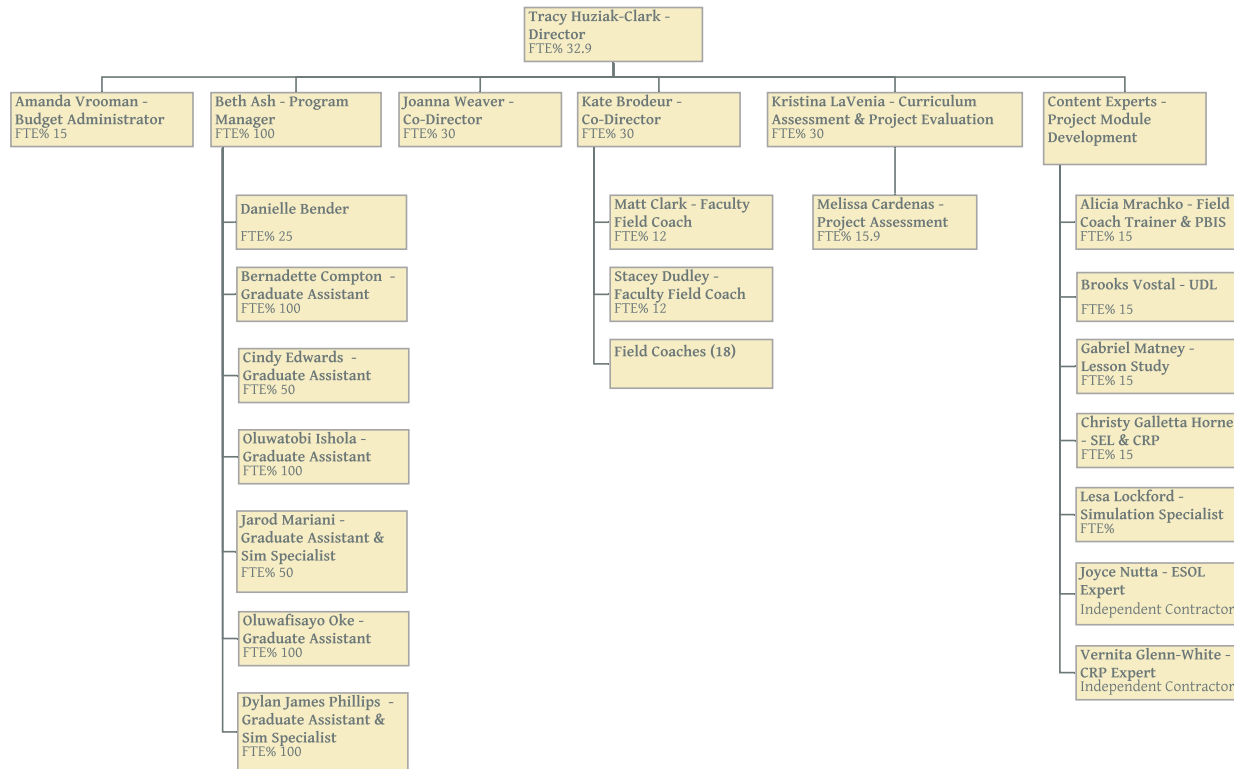 Tracy Huziak-Clark -
Director
FTE% 32.9
Amanda Vrooman -
Budget Administrator
FTE% 15
Beth Ash - Program
Manager
FTE% 100
Joanna Weaver -
Co-Director
FTE% 30
Kate Brodeur -
Co-Director
FTE% 30
Kristina LaVenia - Curriculum
Assessment & Project Evaluation
FTE% 30
Content Experts -
Project Module
Development
Danielle Bender
FTE% 25
Bernadette Compton -
Graduate Assistant
FTE% 100
Cindy Edwards -
Graduate Assistant
FTE% 50
Oluwatobi Ishola -
Graduate Assistant
FTE% 100
Jarod Mariani -
Graduate Assistant &
Sim Specialist
FTE% 50
Oluwafisayo Oke -
Graduate Assistant
FTE% 100
Dylan James Phillips -
Graduate Assistant &
Sim Specialist
FTE% 100
Matt Clark - Faculty
Field Coach
FTE% 12
Stacey Dudley -
Faculty Field Coach
FTE% 12
Field Coaches (18)
Melissa Cardenas -
Project Assessment
FTE% 15.9
Alicia Mrachko - Field
Coach Trainer & PBIS
FTE% 15
Brooks Vostal - UDL
FTE% 15
Gabriel Matney -
Lesson Study
FTE% 15
Christy Galletta Horne
- SEL & CRP
FTE% 15
Lesa Lockford -
Simulation Specialist
FTE%
Joyce Nutta - ESOL
Expert
Independent Contractor
Vernita Glenn-White -
CRP Expert
Independent Contractor